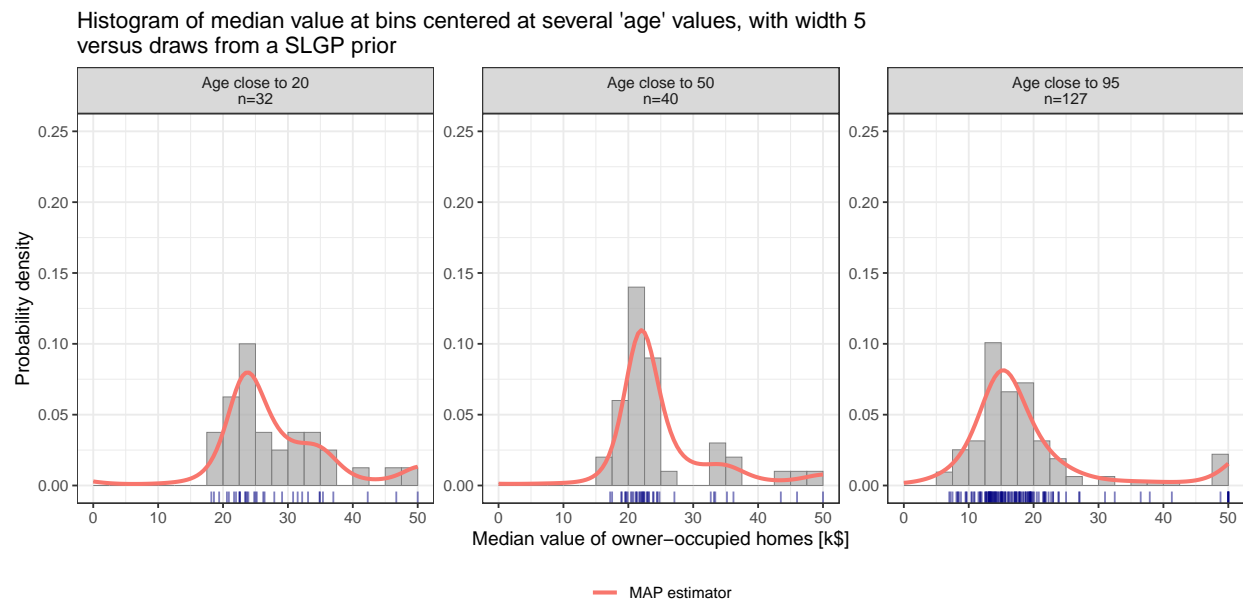 Histogram of median value at bins centered at several 'age' values, with width 5
versus draws from a SLGP prior
Age close to 20
n=32
Age close to 50
n=40
Age close to 95
n=127
Probability density
0.25
0.20
0.15
0.10
0.05
0.00
0.25
0.20
0.15
0.10
0.05
0.00
0.25
0.20
0.15
0.10
0.05
0.00
0 10 20 30 40 50
0 10 20 30 40 50
0 10 20 30 40 50
Median value of owner−occupied homes [k$]
MAP estimator